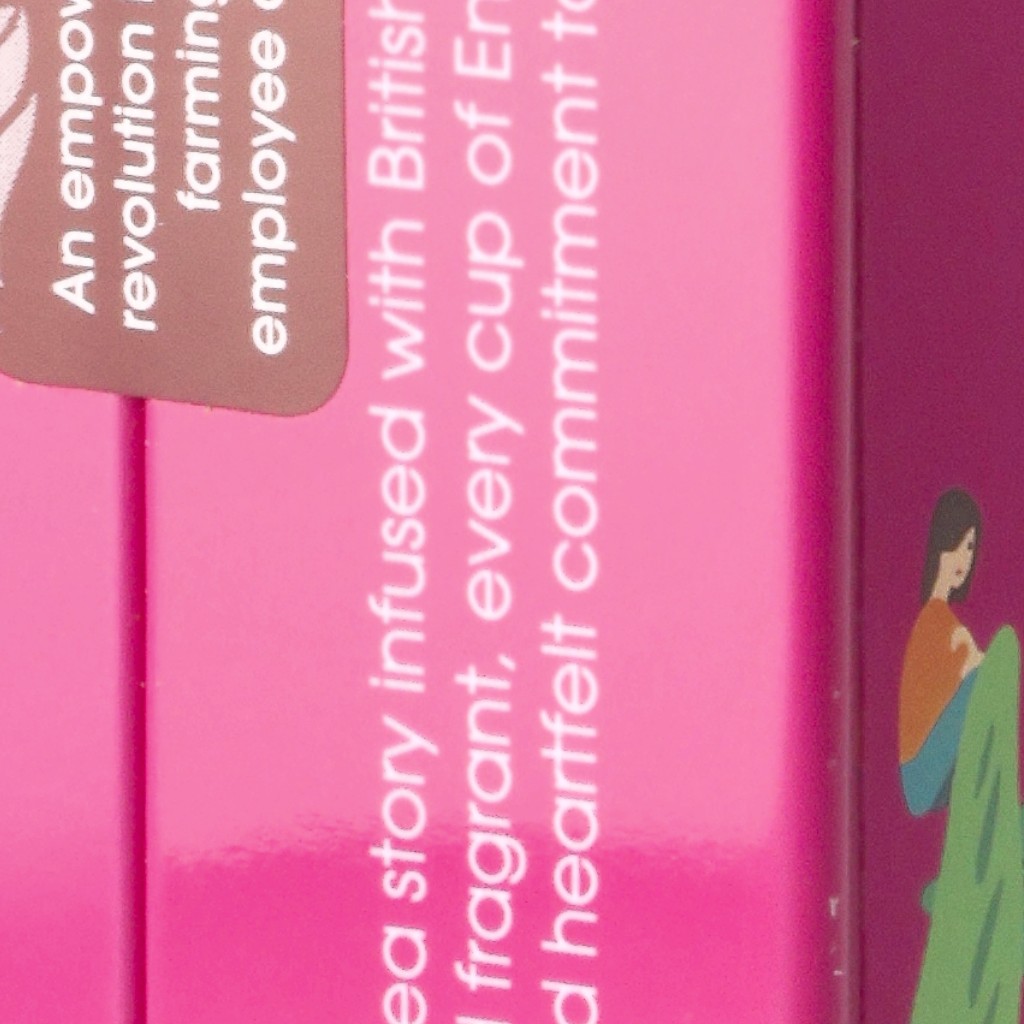 An empow
revolution
farming
employee
ea story infused with British
fragrant, every cup of En
d heartfelt commitment to